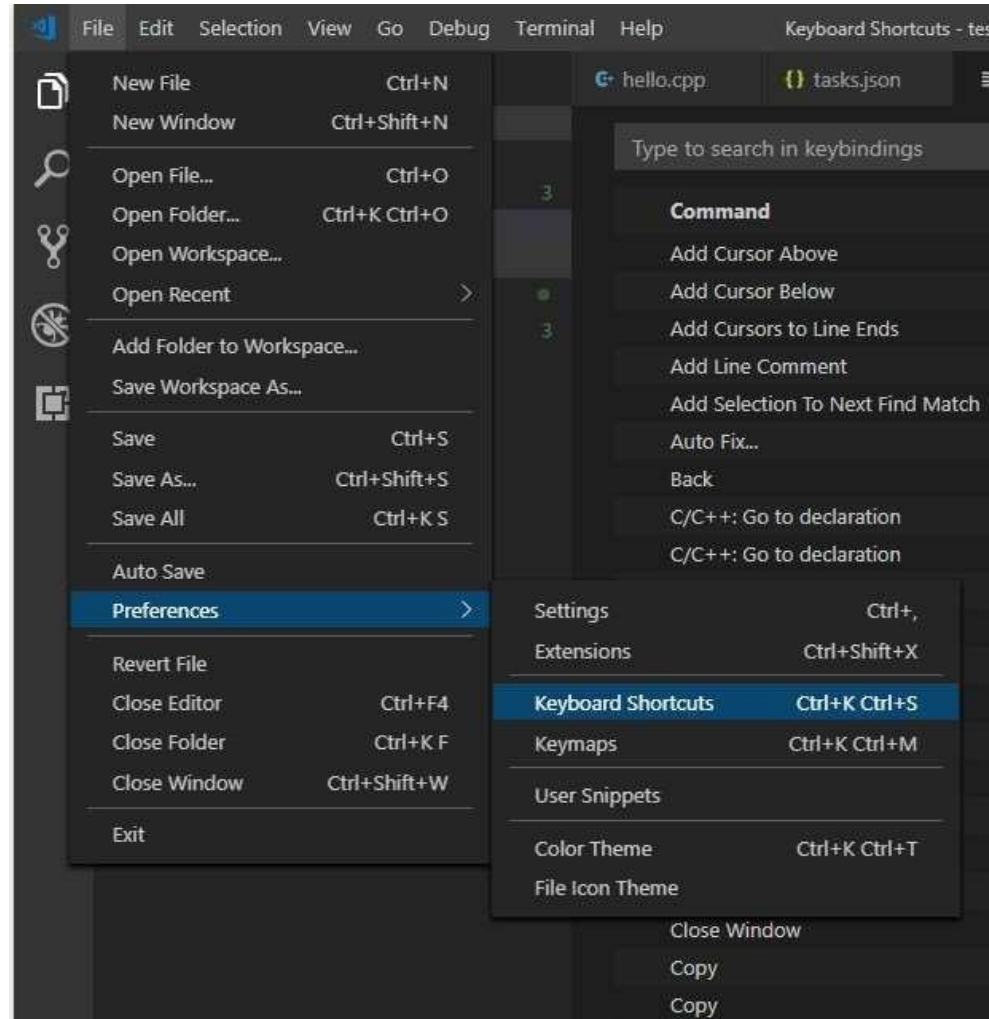 File Edit Selection View Go Debug Terminal Help Keyboard Shortcuts - tes
hello.cpp {} tasks.json
New File Ctrl+N
New Window Ctrl+Shift+N
Open File... Ctrl+O
Open Folder... Ctrl+K Ctrl+O
Open Workspace...
Open Recent
Add Folder to Workspace...
Save Workspace As...
Save Ctrl+S
Save As... Ctrl+Shift+S
Save All Ctrl+K S
Auto Save
Preferences
Revert File
Close Editor Ctrl+F4
Close Folder Ctrl+K F
Close Window Ctrl+Shift+W
Exit
3
3
Settings Ctrl+,
Extensions Ctrl+Shift+X
Keyboard Shortcuts Ctrl+K Ctrl+S
Keymaps Ctrl+K Ctrl+M
User Snippets
Color Theme Ctrl+K Ctrl+T
File Icon Theme
Type to search in keybindings
Command
Add Cursor Above
Add Cursor Below
Add Cursors to Line Ends
Add Line Comment
Add Selection To Next Find Match
Auto Fix...
Back
C/C++: Go to declaration
C/C++: Go to declaration
Close Window
Copy
Copy